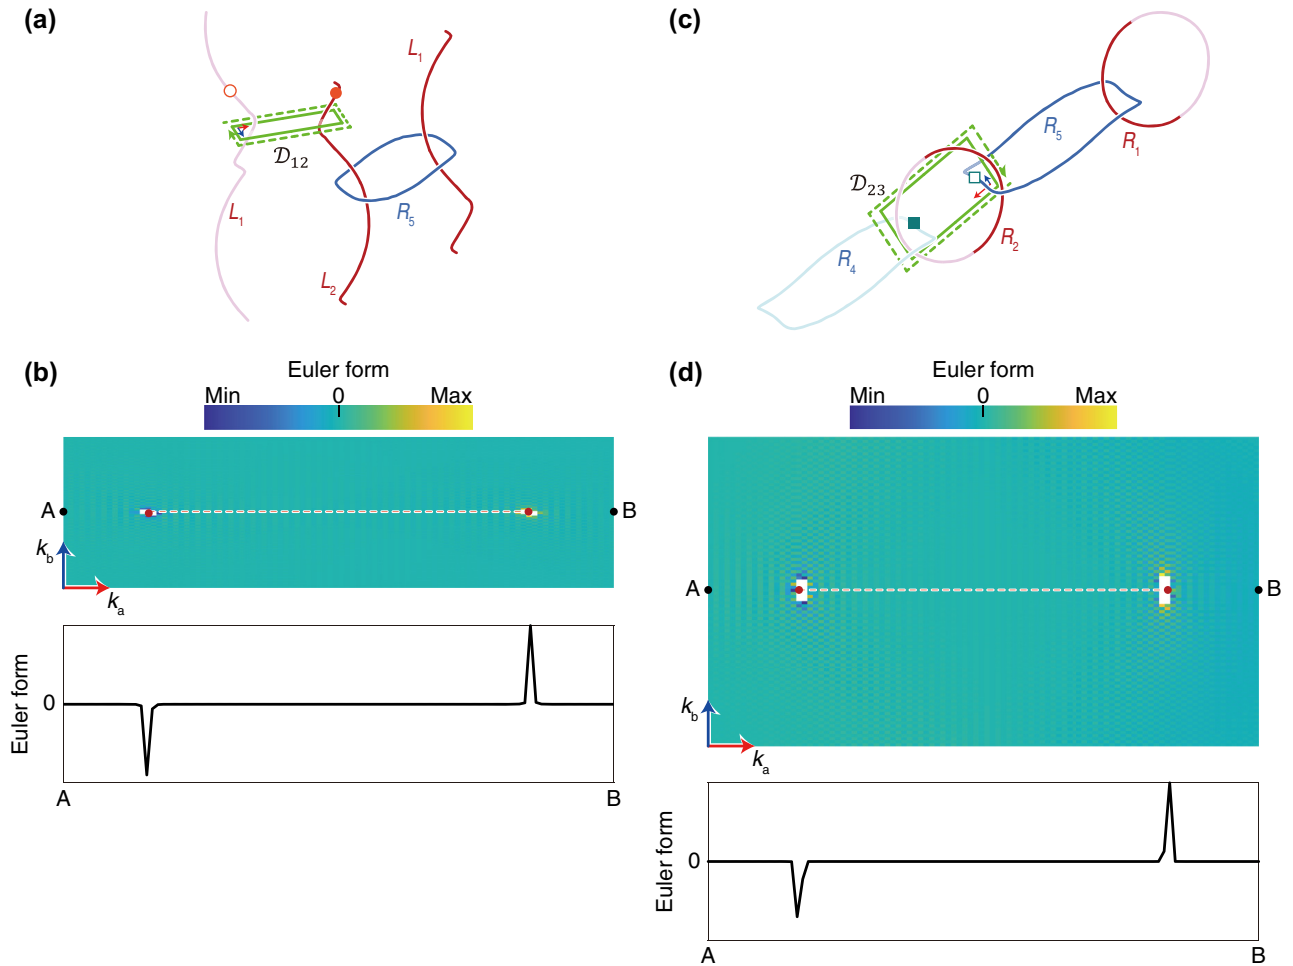 (a)
L1
D12
L1
R5
L2
(b)
Euler form
Min 0 Max
A B
kb
ka
Euler form
0
A B
(c)
R5
R1
D23
R2
R4
(d)
Euler form
Min 0 Max
A B
kb
ka
Euler form
0
A B